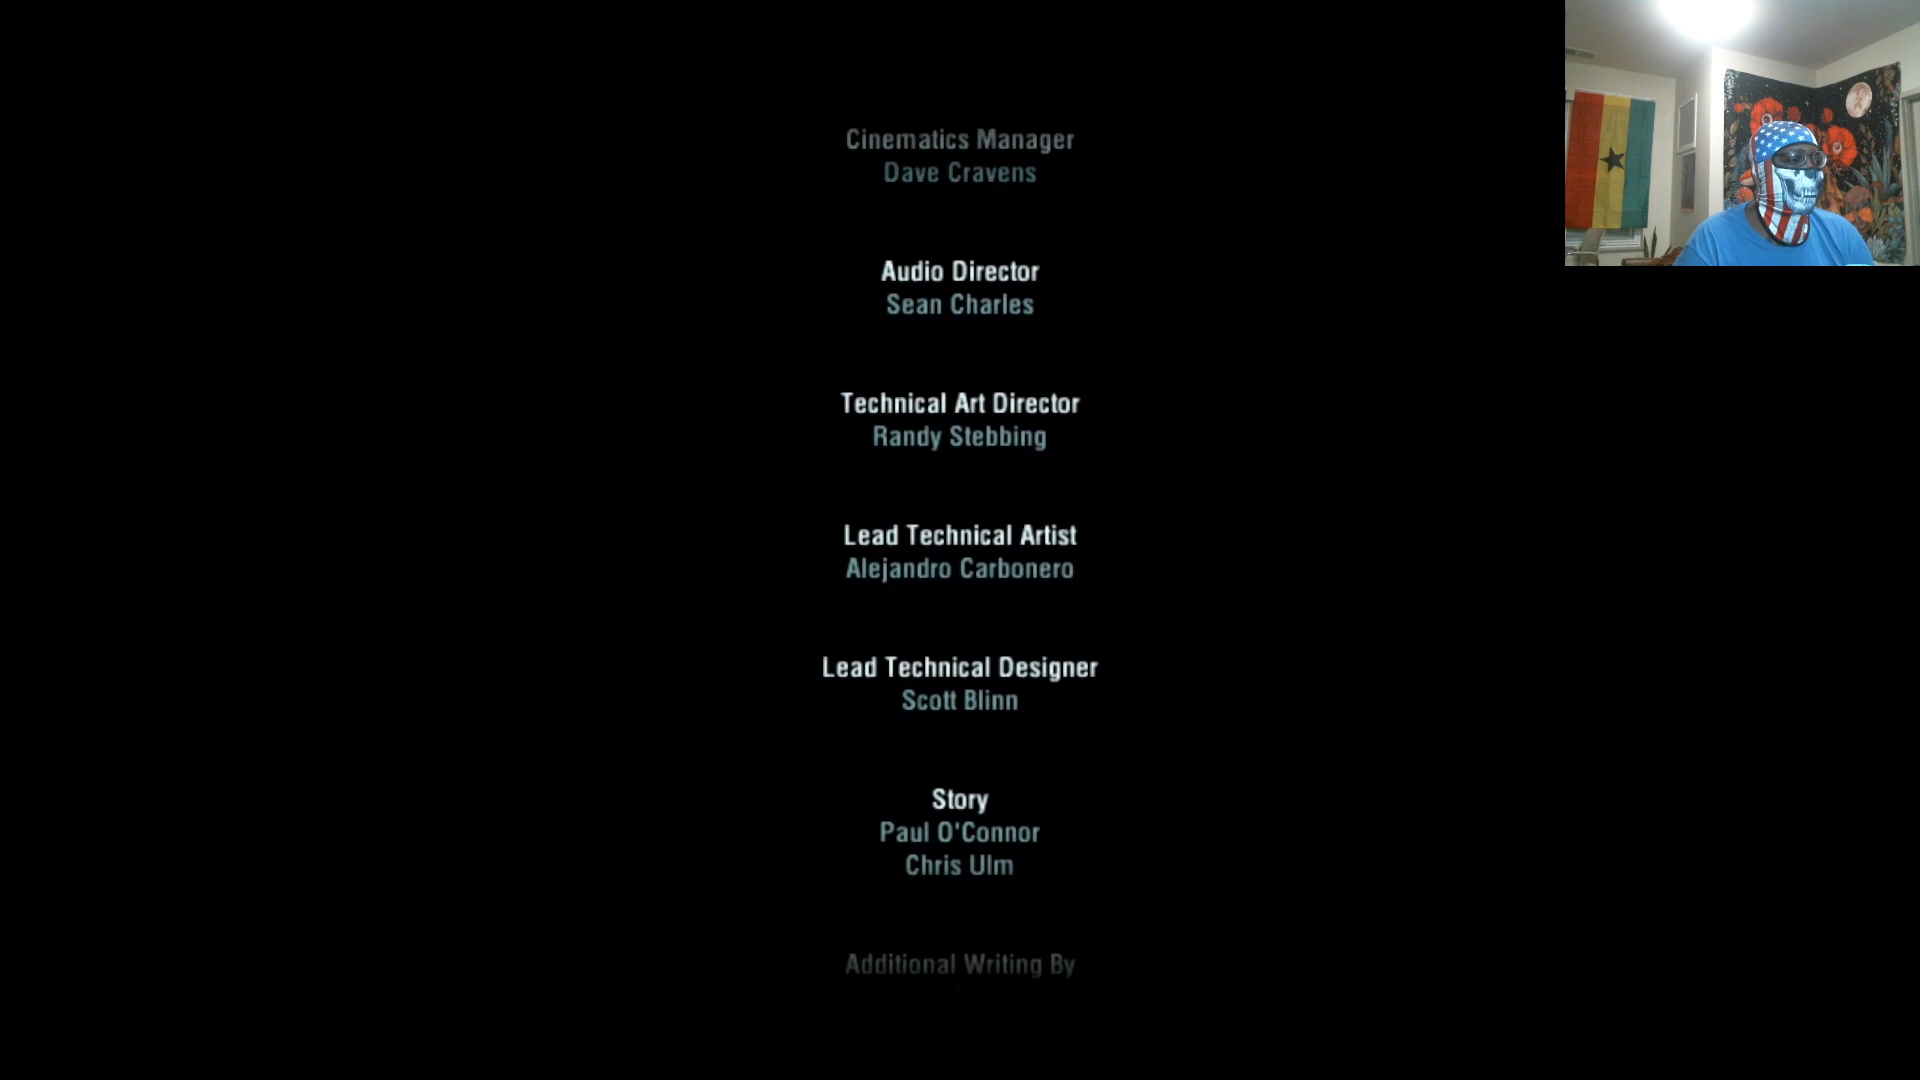 Cinematics Manager
Dave Cravens
Audio Director
Sean Charles
Technical Art Director
Randy Stebbing
Lead Technical Artist
Alejandro Carbonero
Lead Technical Designer
Scott Blinn
Story
Paul O'Connor
Chris Ulm
Additional Writing By